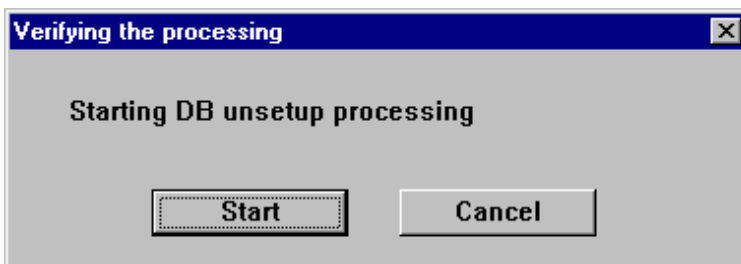 Verifying the processing
Starting DB unsetup processing
Start Cancel